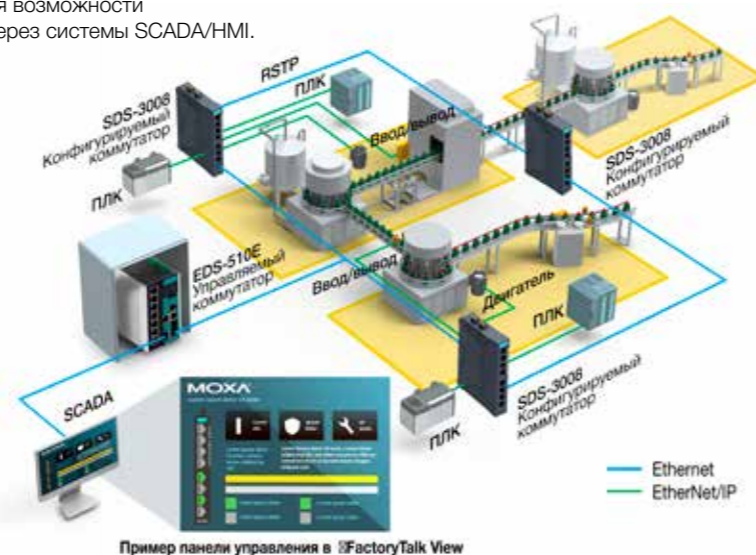 я возможности
ерез системы SCADA/HMI.
RSTP
ПЛК
SDS-3008
Конфигурируемый
коммутатор
Ввод/вывод
ПЛК
SDS-3008
Конфигурируемый
коммутатор
EDS-510E
Управляемый
коммутатор
Ввод/вывод
Двигатель
ПЛК
SCADA
MOXA
ПЛК
SDS-3008
Конфигурируемый
коммутатор
Ethernet
EtherNet/IP
Пример панели управления в FactoryTalk View